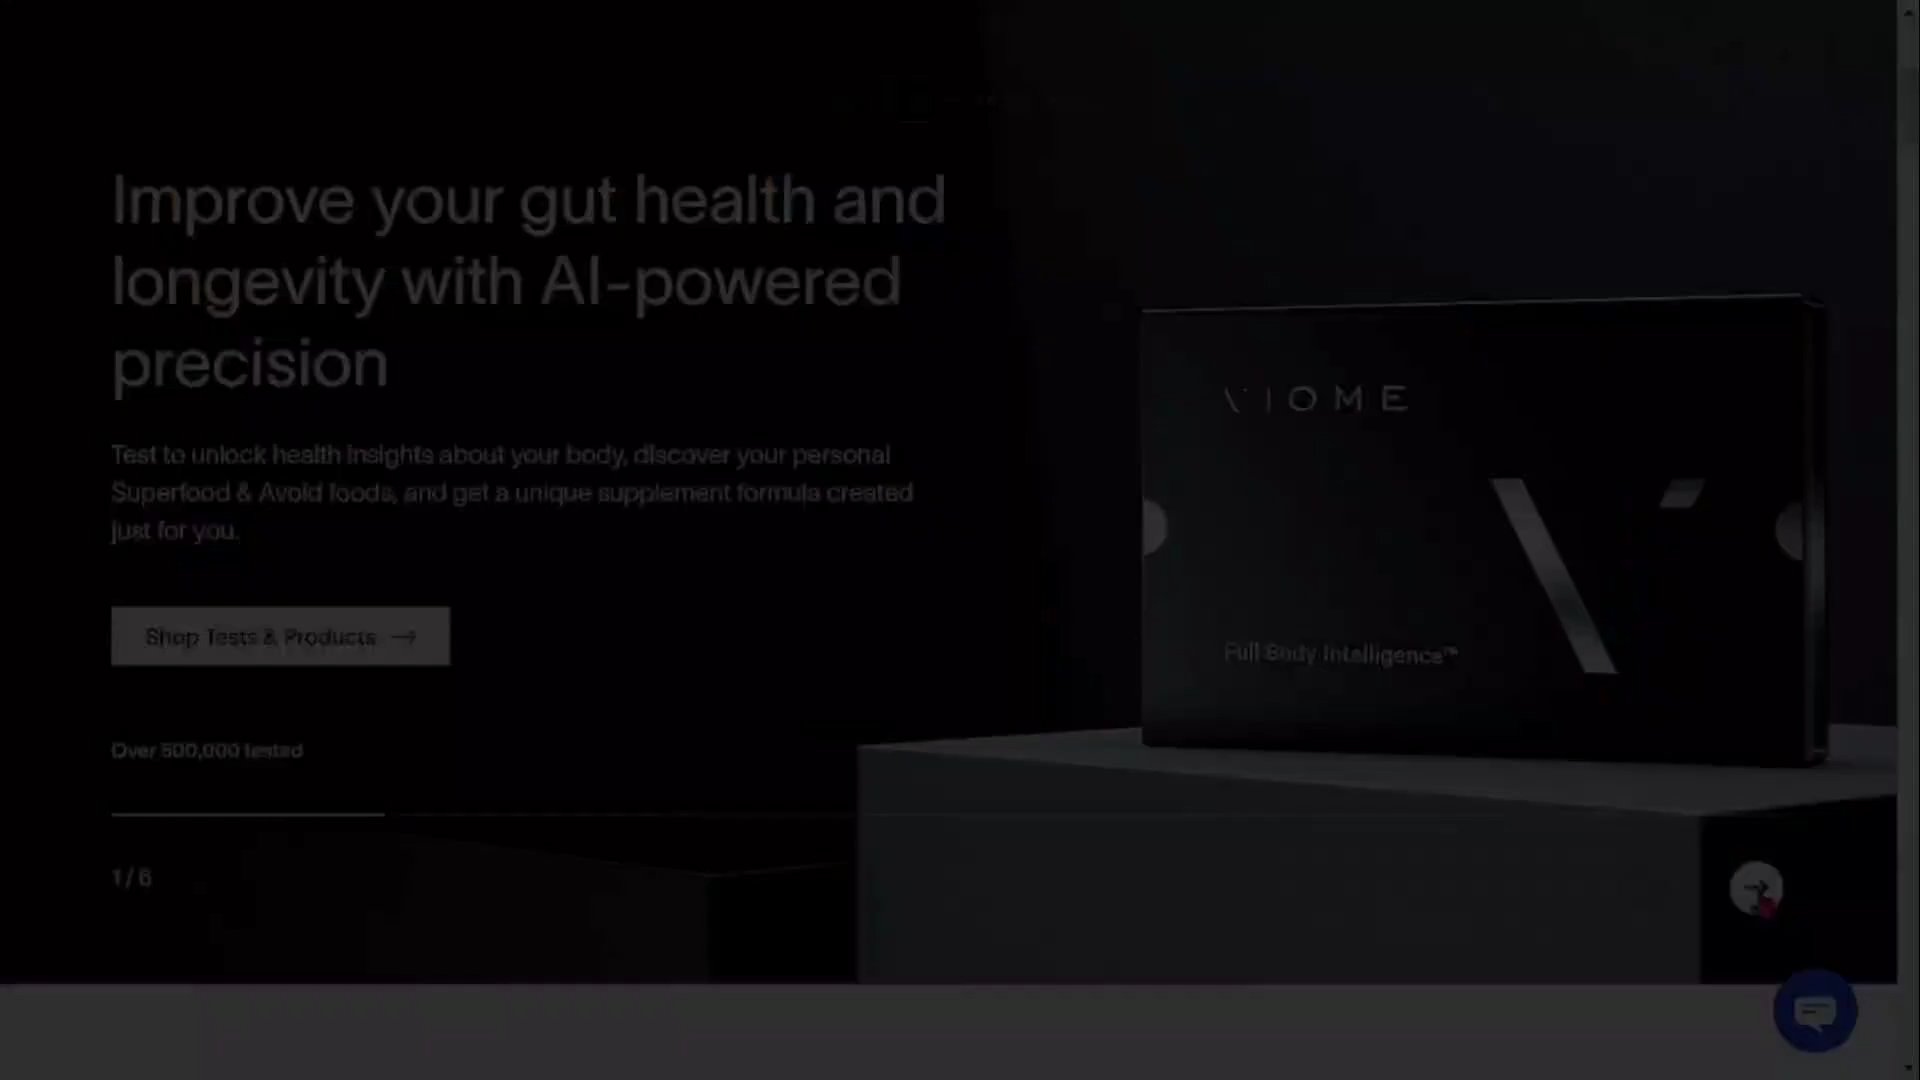 Improve your gut health and
longevity with AI-powered
precision
Test to unlock health insights about your body, discover your personal
Superfood & Avoid foods, and get a unique supplement formula created
just for you.
Shop Tests & Products →
Over 500,000 tested
1 / 6
VIOME
Full Body Intelligence™